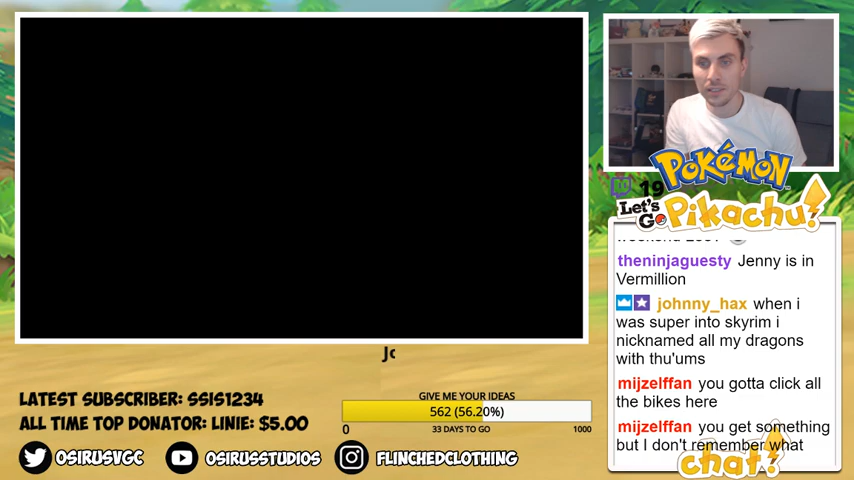 POKÉMON
19
Let's Go Pikachu!
theninjaguesty Jenny is in
Vermillion
johnny_hax when i
was super into skyrim i
nicknamed all my dragons
with thu'ums
mijzelffan you gotta click all
the bikes here
mijzelffan you get something
but I don't remember what
chat!
LATEST SUBSCRIBER: SSIS1234
ALL TIME TOP DONATOR: LINIE: $5.00
GIVE ME YOUR IDEAS
562 (56.20%)
0
33 DAYS TO GO
1000
OSIRUSVGC
OSIRUSSTUDIOS
FLINCHEDCLOTHING